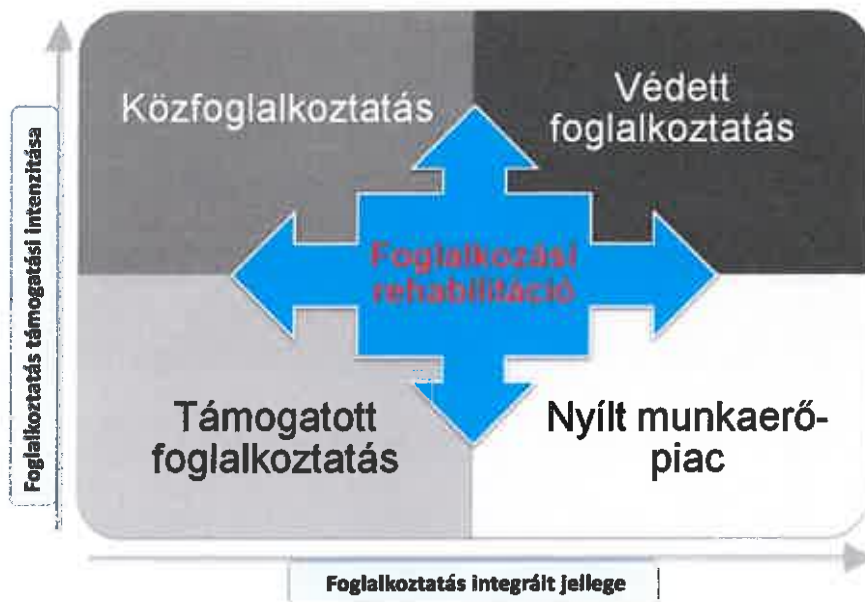 Foglalkoztatás támogatási intenzitása
Közfoglalkoztatás
Védett
foglalkoztatás
Foglalkozási
rehabilitáció
Támogatott
foglalkoztatás
Nyílt munkaerő-
piac
Foglalkoztatás integrált jellege